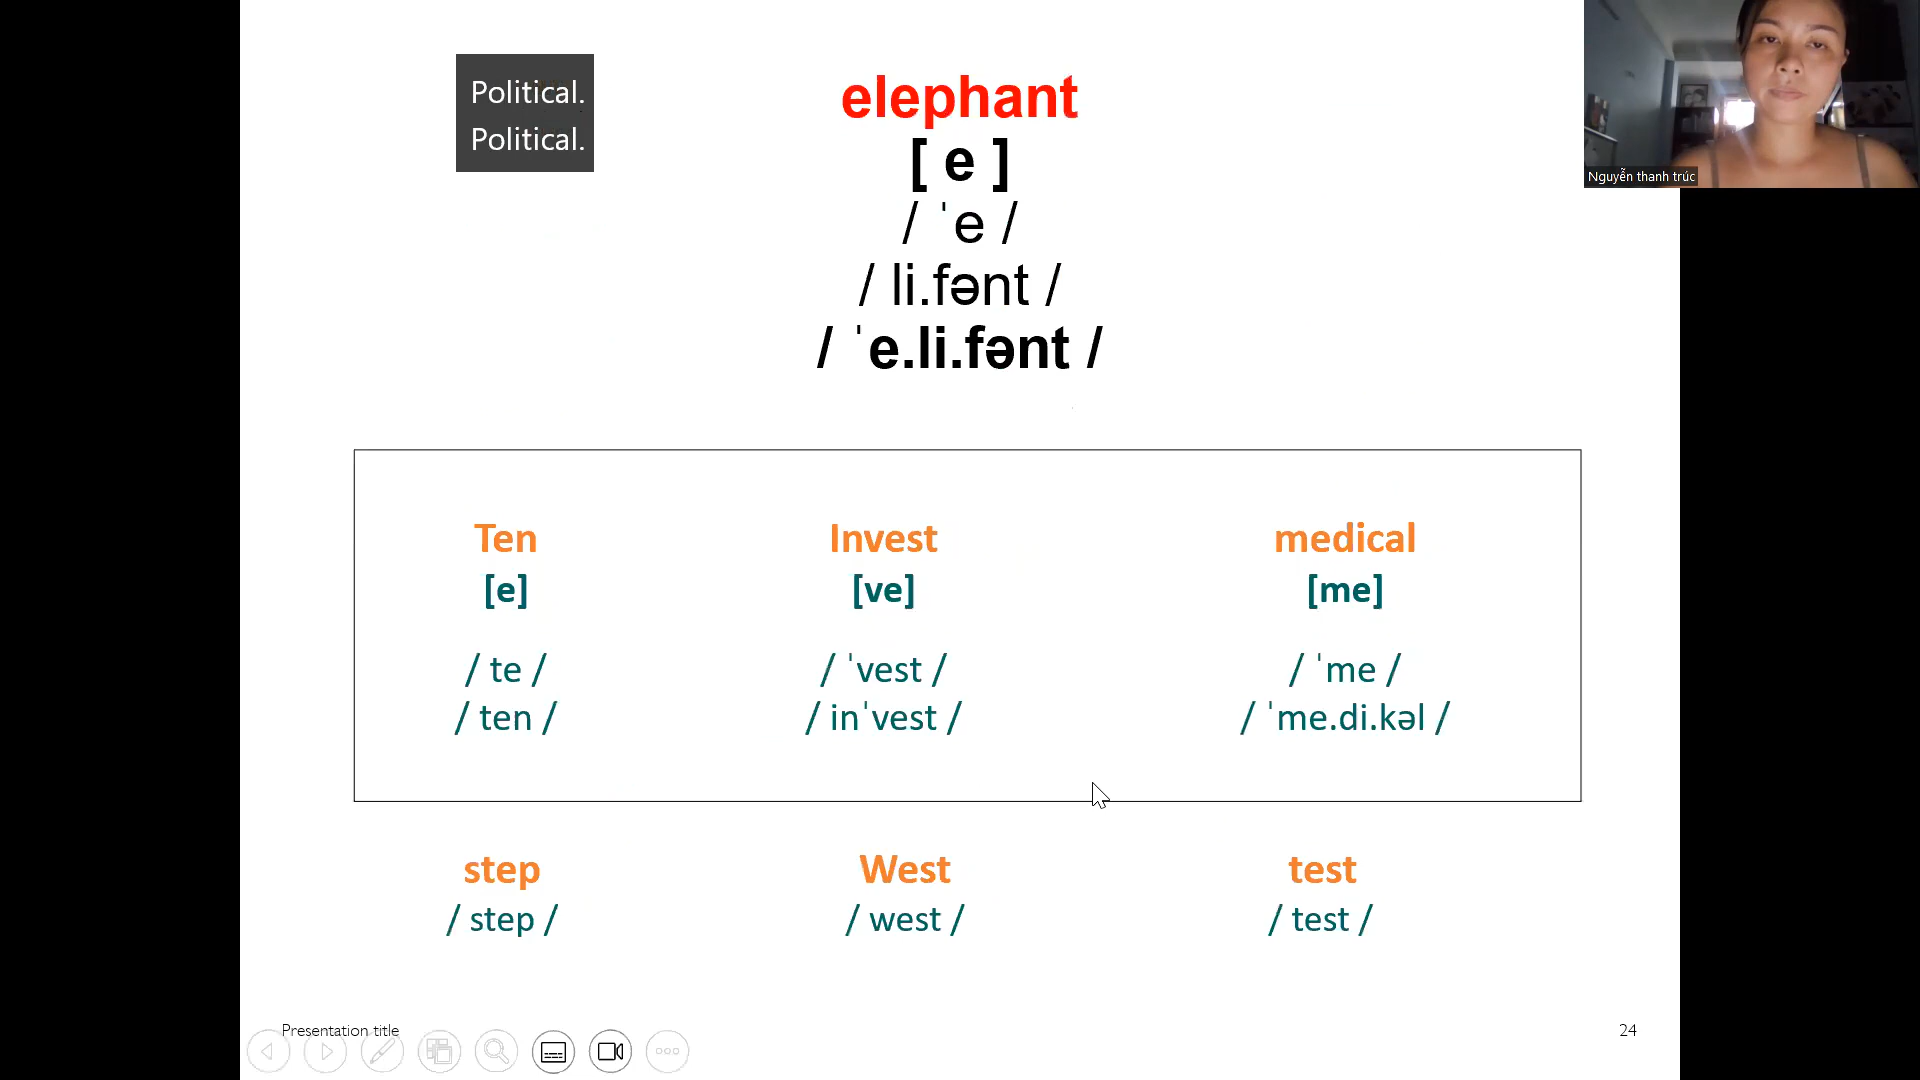 Political.
Political.
elephant
[ e ]
/ ˈe /
/ li.fənt /
/ ˈe.li.fənt /
Nguyễn thanh trúc
Ten
[e]
/ te /
/ ten /
Invest
[ve]
/ ˈvest /
/ inˈvest /
medical
[me]
/ ˈme /
/ ˈme.di.kəl /
step
/ step /
West
/ west /
test
/ test /
Presentation title
24